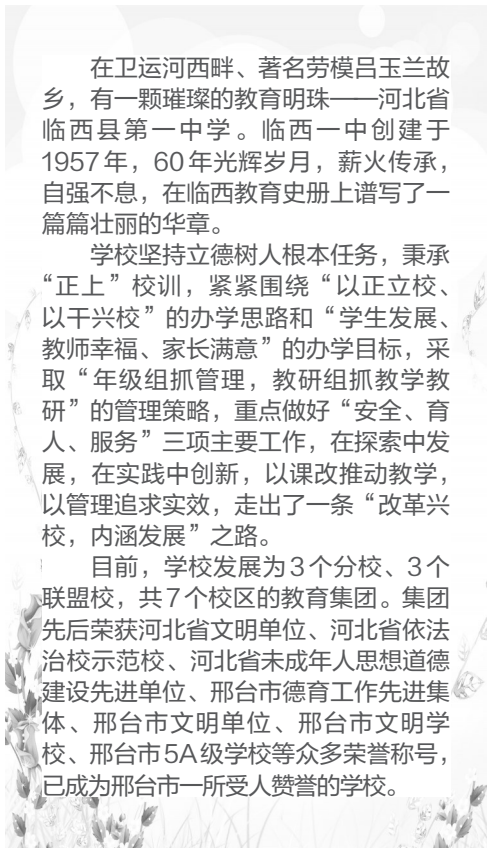 在卫运河西畔、著名劳模吕玉兰故
乡，有一颗璀璨的教育明珠——河北省
临西县第一中学。临西一中创建于
1957年，60年光辉岁月，薪火传承，
自强不息，在临西教育史册上谱写了一
篇篇壮丽的华章。
学校坚持立德树人根本任务，秉承
“正上”校训，紧紧围绕“以正立校、
以干兴校”的办学思路和“学生发展、
教师幸福、家长满意”的办学目标，采
取“年级组抓管理，教研组抓教学教
研”的管理策略，重点做好“安全、育
人、服务”三项主要工作，在探索中发
展，在实践中创新，以课改推动教学，
以管理追求实效，走出了一条“改革兴
校，内涵发展”之路。
目前，学校发展为3个分校、3个
联盟校，共7个校区的教育集团。集团
先后荣获河北省文明单位、河北省依法
治校示范校、河北省未成年人思想道德
建设先进单位、邢台市德育工作先进集
体、邢台市文明单位、邢台市文明学
校、邢台市5A级学校等众多荣誉称号，
已成为邢台市一所受人赞誉的学校。